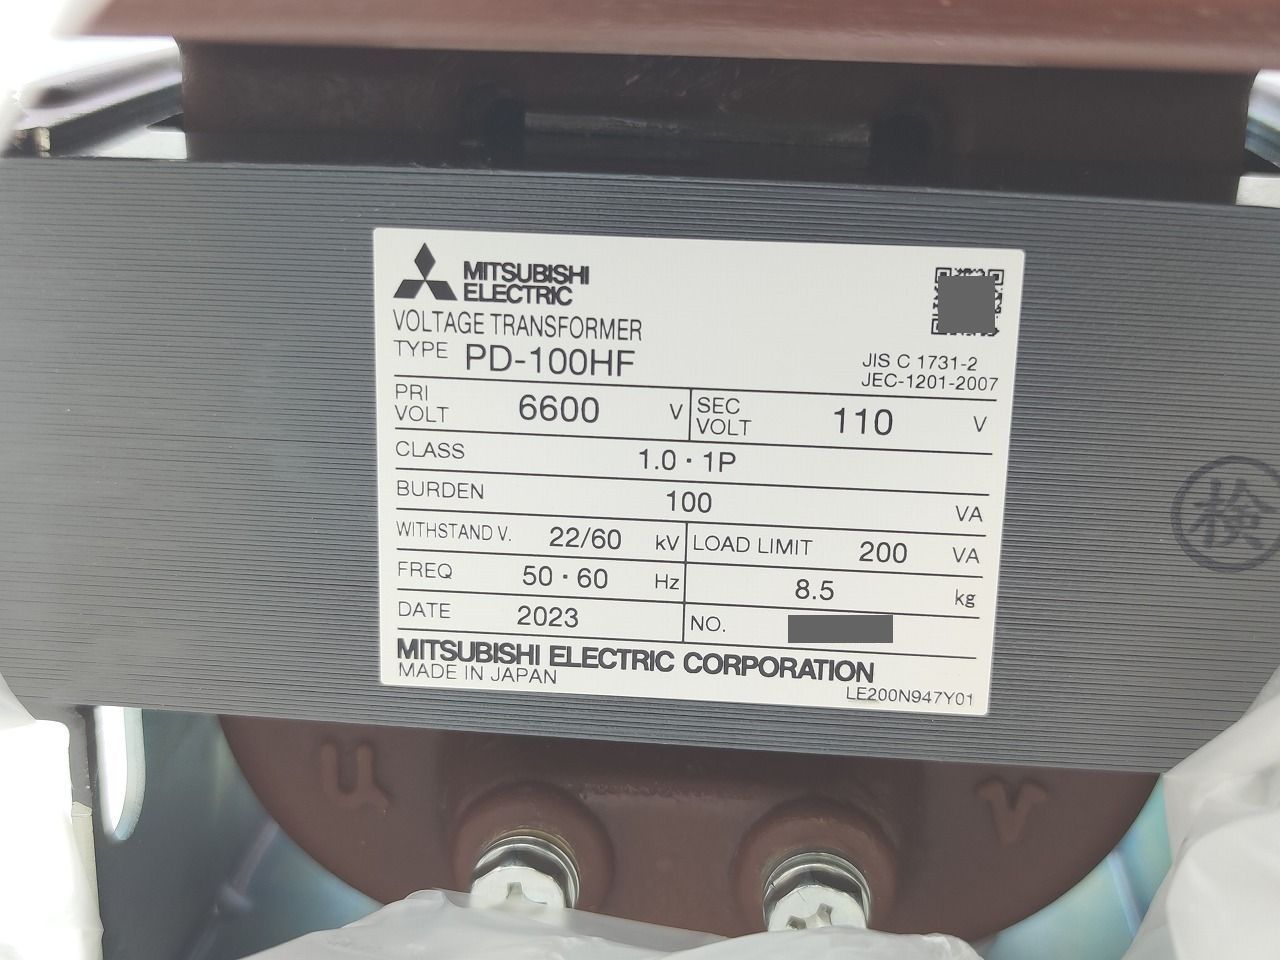 MITSUBISHI
ELECTRIC
VOLTAGE TRANSFORMER
TYPE PD-100HF
JIS C 1731-2
JEC-1201-2007
PRI VOLT 6600 V SEC VOLT 110 V
CLASS 1.0・1P
BURDEN 100 VA
WITHSTAND V. 22/60 kV LOAD LIMIT 200 VA
FREQ 50・60 Hz 8.5 kg
DATE 2023 NO.
MITSUBISHI ELECTRIC CORPORATION
MADE IN JAPAN
LE200N947Y01
検
u v